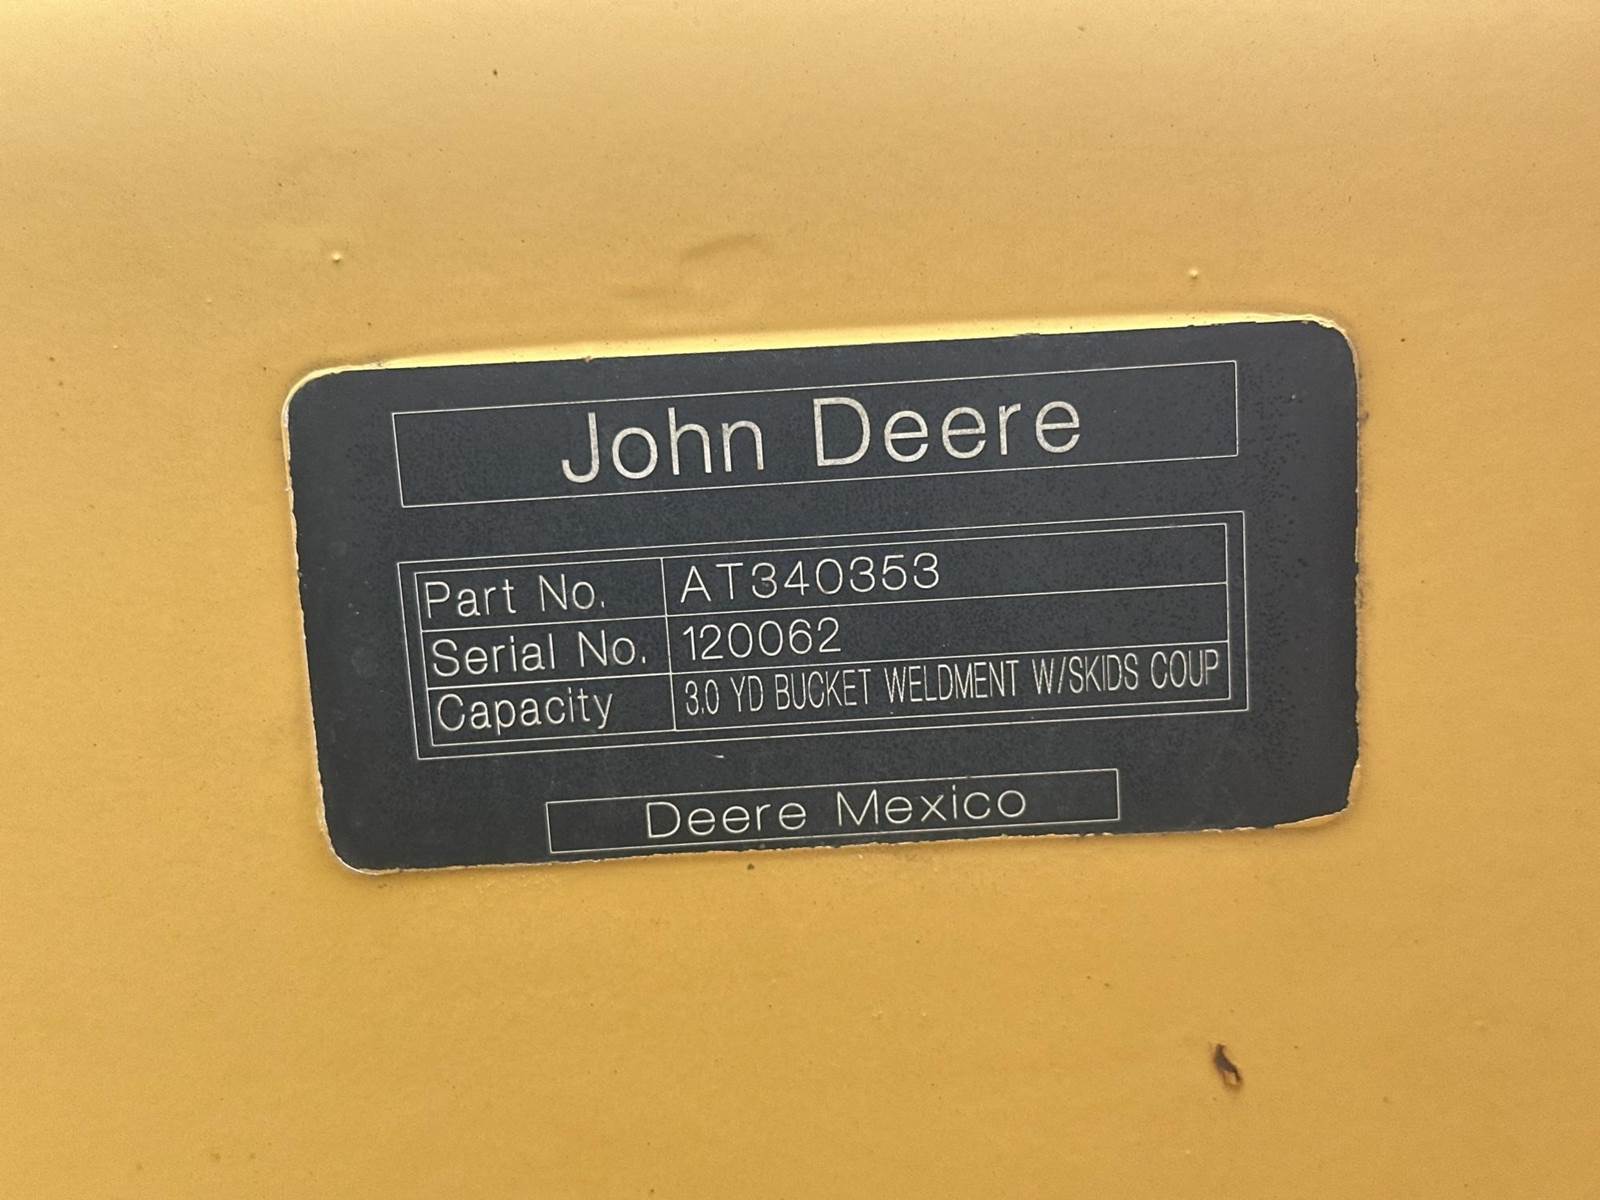 John Deere
Part No. AT340353
Serial No. 120062
Capacity 3.0 YD BUCKET WELDMENT W/SKIDS COUP
Deere Mexico